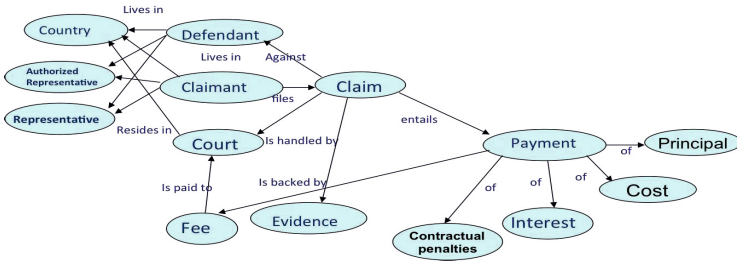 Lives in
Country
Defendant
Lives in
Against
Authorized
Representative
Claimant
files
Claim
Representative
Resides in
Court
Is handled by
entails
Payment
of
Principal
Is paid to
Is backed by
of
of
of
Cost
Fee
Evidence
Contractual
penalties
Interest